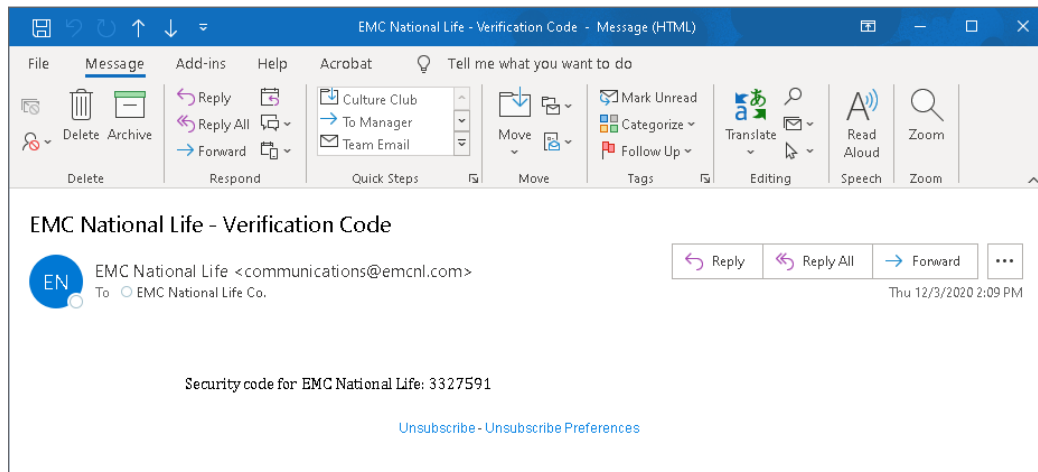 EMC National Life - Verification Code - Message (HTML)
File Message Add-ins Help Acrobat Tell me what you want to do
Delete Archive
Reply
Reply All
Forward
Culture Club
To Manager
Team Email
Move
Mark Unread
Categorize
Follow Up
Translate
Read Aloud
Zoom
Delete Respond Quick Steps Move Tags Editing Speech Zoom
EMC National Life - Verification Code
EN
EMC National Life <communications@emcnl.com>
To EMC National Life Co.
Reply Reply All Forward
Thu 12/3/2020 2:09 PM
Security code for EMC National Life: 3327591
Unsubscribe - Unsubscribe Preferences